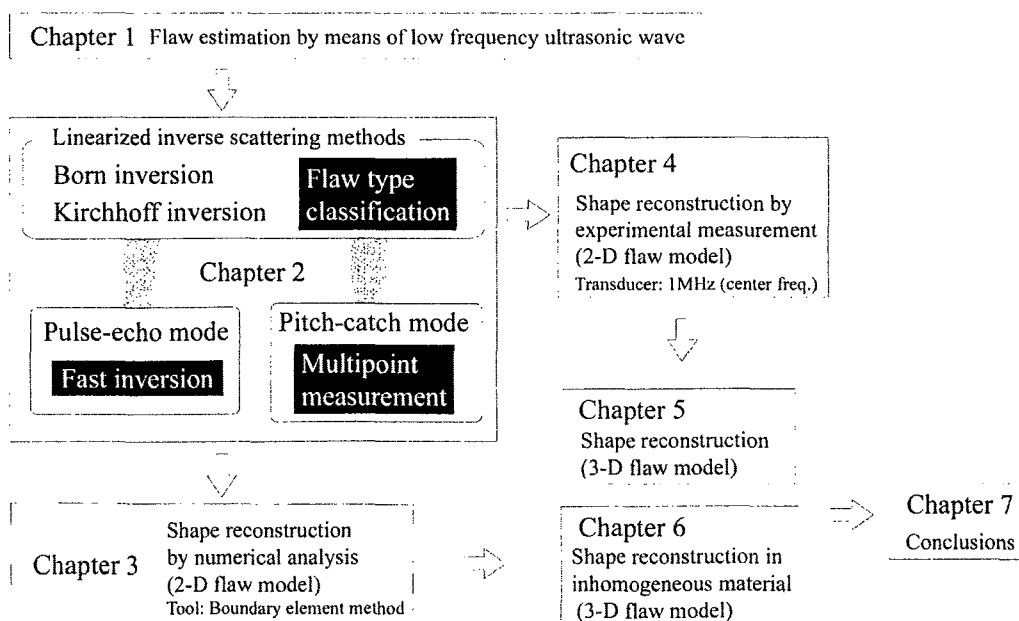 Chapter 1 Flaw estimation by means of low frequency ultrasonic wave
Linearized inverse scattering methods
Born inversion
Kirchhoff inversion
Flaw type
classification
Chapter 2
Pulse-echo mode
Fast inversion
Pitch-catch mode
Multipoint
measurement
Chapter 3
Shape reconstruction
by numerical analysis
(2-D flaw model)
Tool: Boundary element method
Chapter 4
Shape reconstruction by
experimental measurement
(2-D flaw model)
Transducer: 1MHz (center freq.)
Chapter 5
Shape reconstruction
(3-D flaw model)
Chapter 6
Shape reconstruction in
inhomogeneous material
(3-D flaw model)
Chapter 7
Conclusions